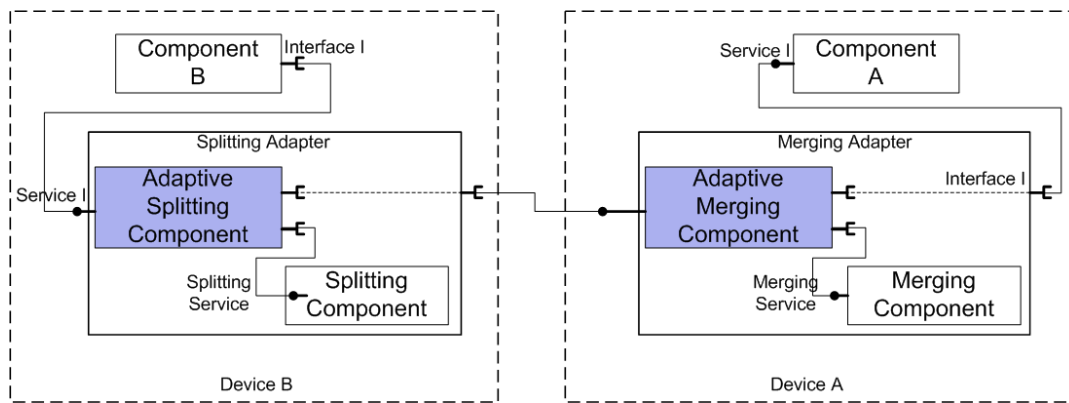 Component
B
Interface I
Splitting Adapter
Service I
Adaptive
Splitting
Component
Splitting
Service
Splitting
Component
Device B
Service I
Component
A
Merging Adapter
Adaptive
Merging
Component
Interface I
Merging
Service
Merging
Component
Device A